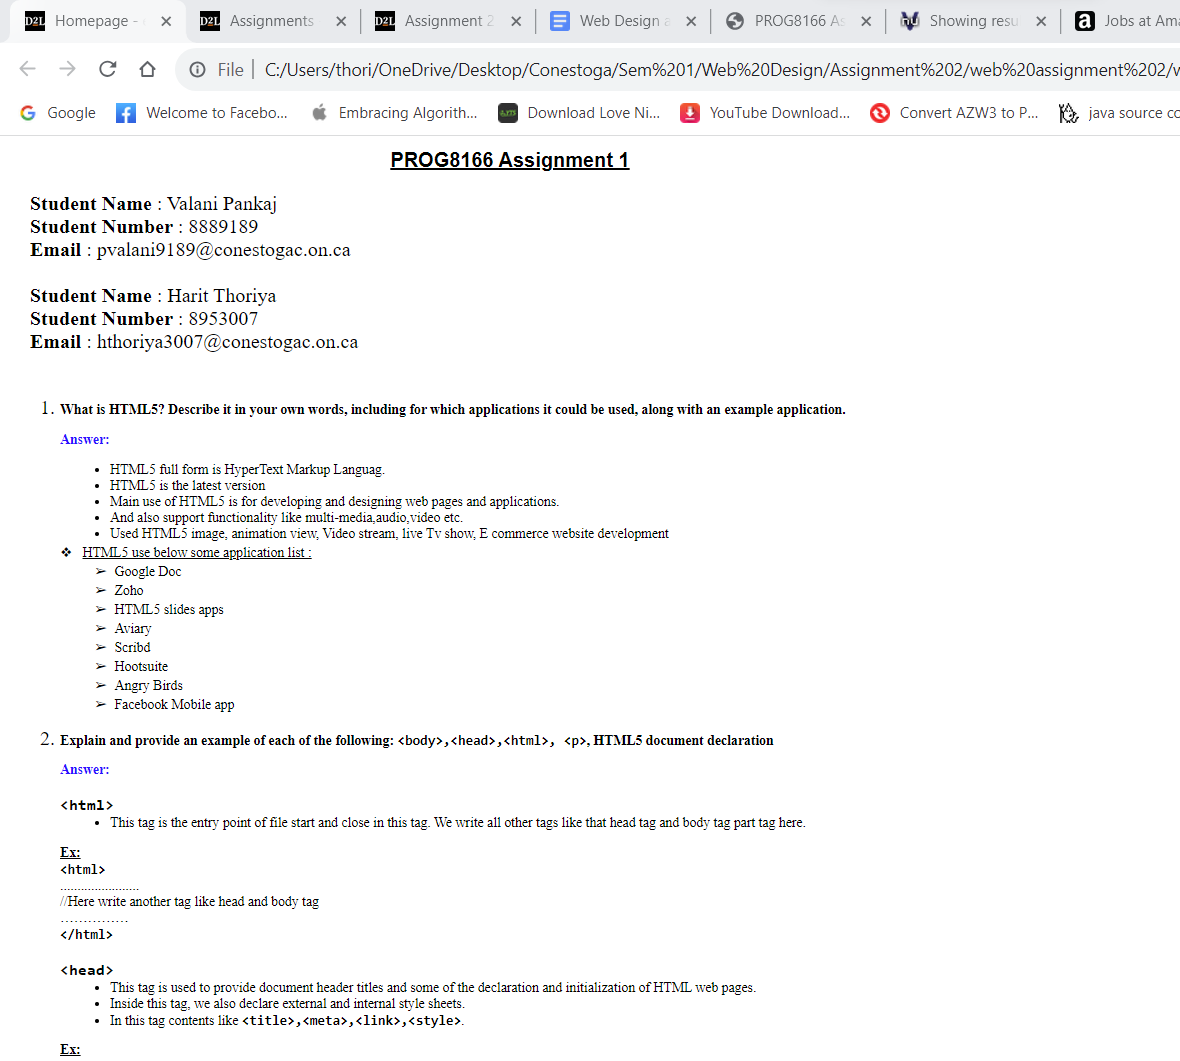 Homepage -
Assignments
Assignment 2
Web Design a
PROG8166 As
Showing resu
Jobs at Ama
File | C:/Users/thori/OneDrive/Desktop/Conestoga/Sem%201/Web%20Design/Assignment%202/web%20assignment%202/w
Google
Welcome to Facebo...
Embracing Algorith...
Download Love Ni...
YouTube Download...
Convert AZW3 to P...
java source co
PROG8166 Assignment 1
Student Name : Valani Pankaj
Student Number : 8889189
Email : pvalani9189@conestogac.on.ca
Student Name : Harit Thoriya
Student Number : 8953007
Email : hthoriya3007@conestogac.on.ca
1. What is HTML5? Describe it in your own words, including for which applications it could be used, along with an example application.
Answer:
• HTML5 full form is HyperText Markup Languag.
• HTML5 is the latest version
• Main use of HTML5 is for developing and designing web pages and applications.
• And also support functionality like multi-media,audio,video etc.
• Used HTML5 image, animation view, Video stream, live Tv show, E commerce website development
❖ HTML5 use below some application list :
➢ Google Doc
➢ Zoho
➢ HTML5 slides apps
➢ Aviary
➢ Scribd
➢ Hootsuite
➢ Angry Birds
➢ Facebook Mobile app
2. Explain and provide an example of each of the following: <body>,<head>,<html>, <p>, HTML5 document declaration
Answer:
<html>
• This tag is the entry point of file start and close in this tag. We write all other tags like that head tag and body tag part tag here.
Ex:
<html>
.......................
//Here write another tag like head and body tag
……………
</html>
<head>
• This tag is used to provide document header titles and some of the declaration and initialization of HTML web pages.
• Inside this tag, we also declare external and internal style sheets.
• In this tag contents like <title>,<meta>,<link>,<style>.
Ex: